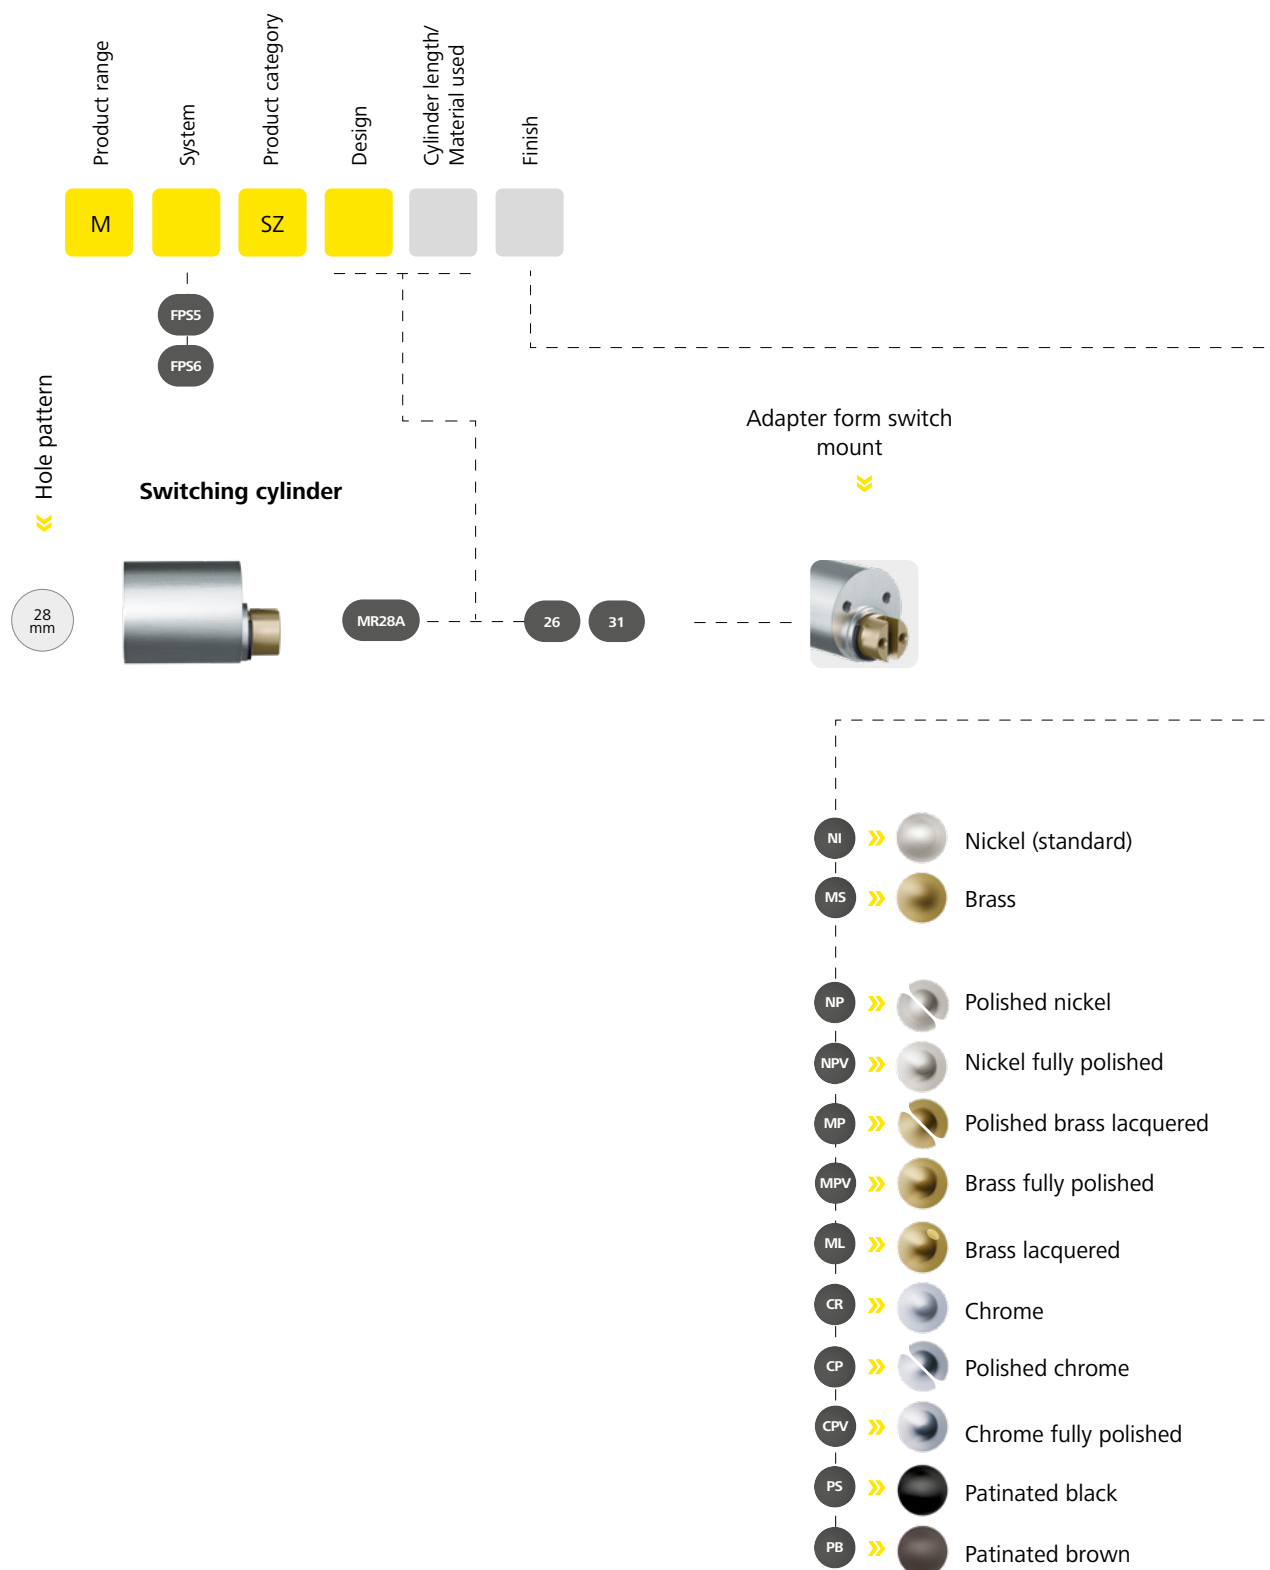 Product range
System
Product category
Design
Cylinder length/
Material used
Finish
M
SZ
FPS5
FPS6
Hole pattern
Adapter form switch
mount
Switching cylinder
28
mm
MR28A
26
31
NI
Nickel (standard)
MS
Brass
NP
Polished nickel
NPV
Nickel fully polished
MP
Polished brass lacquered
MPV
Brass fully polished
ML
Brass lacquered
CR
Chrome
CP
Polished chrome
CPV
Chrome fully polished
PS
Patinated black
PB
Patinated brown